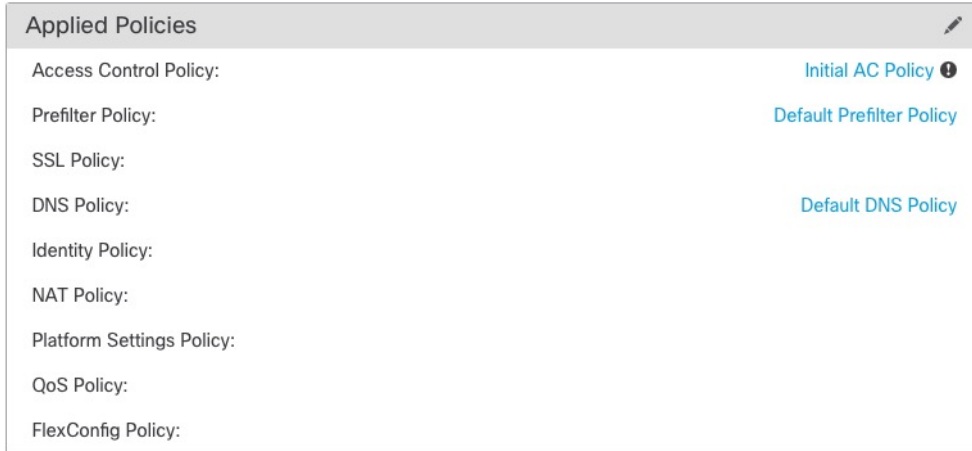 Applied Policies
Access Control Policy: Initial AC Policy
Prefilter Policy: Default Prefilter Policy
SSL Policy:
DNS Policy: Default DNS Policy
Identity Policy:
NAT Policy:
Platform Settings Policy:
QoS Policy:
FlexConfig Policy: